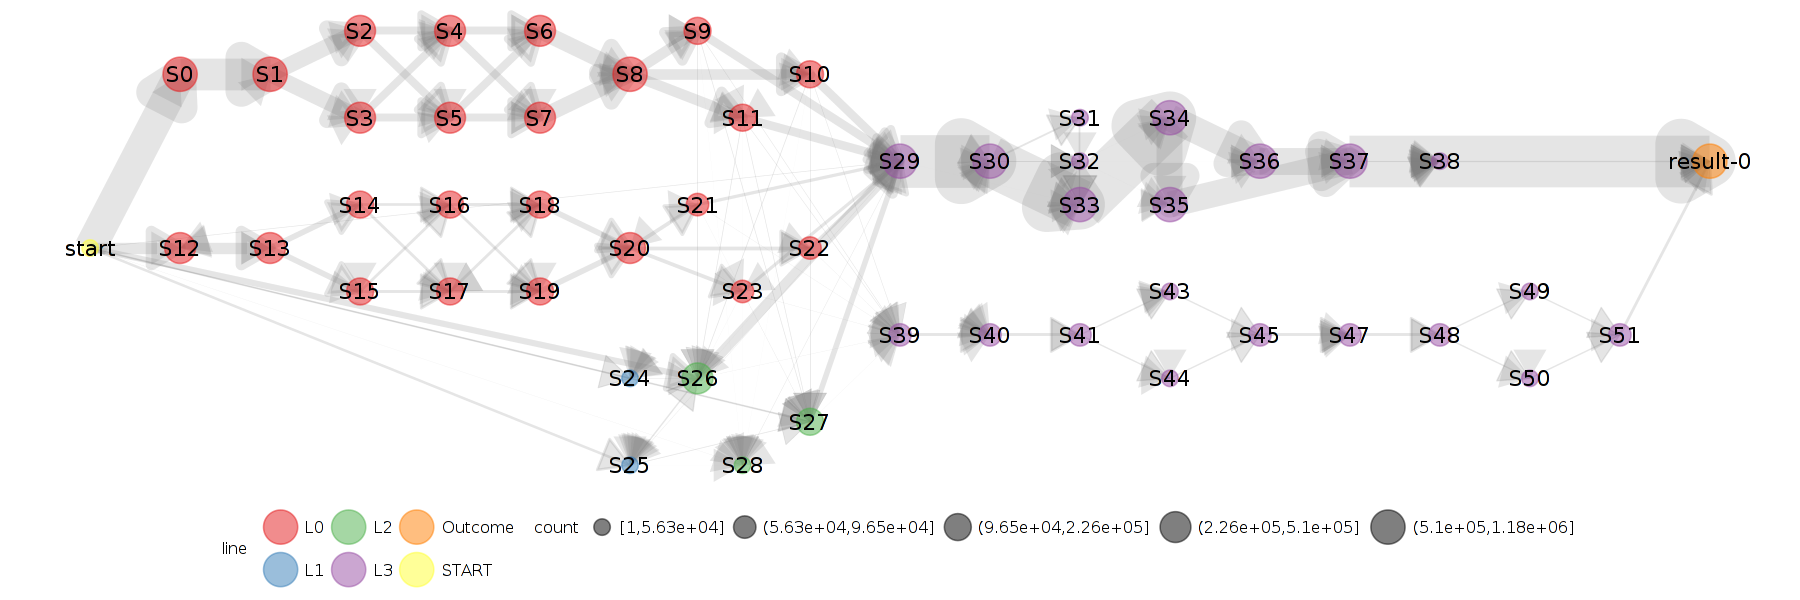 S2 S4 S6 S9
S0 S1 S8 S10
S3 S5 S7 S11 S31 S34
S29 S30 S32 S36 S37 S38 result-0
S14 S16 S18 S21 S33 S35
start S12 S13 S20 S22
S15 S17 S19 S23 S43 S49
S39 S40 S41 S45 S47 S48 S51
S24 S26 S44 S50
S27
S25 S28
L0 L2 Outcome count [1,5.63e+04] (5.63e+04,9.65e+04] (9.65e+04,2.26e+05] (2.26e+05,5.1e+05] (5.1e+05,1.18e+06]
line
L1 L3 START